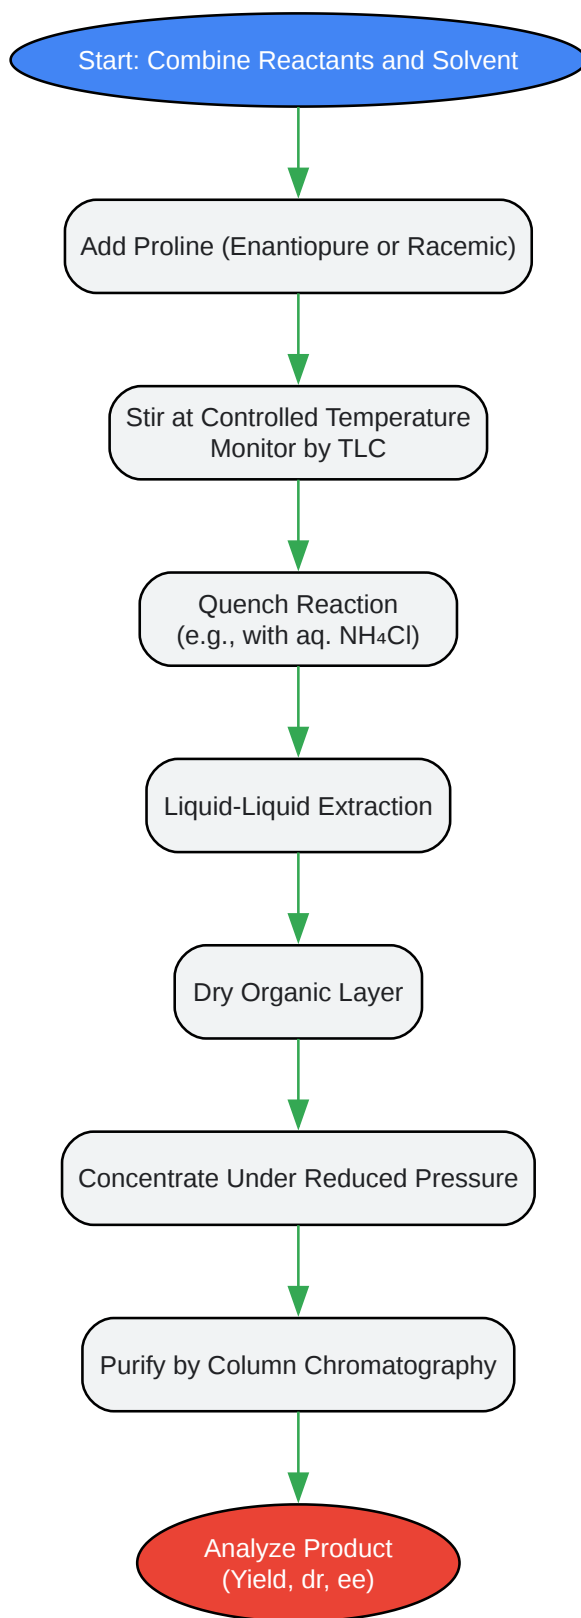 Start: Combine Reactants and Solvent
Add Proline (Enantiopure or Racemic)
Stir at Controlled Temperature
Monitor by TLC
Quench Reaction
(e.g., with aq. NH₄Cl)
Liquid-Liquid Extraction
Dry Organic Layer
Concentrate Under Reduced Pressure
Purify by Column Chromatography
Analyze Product
(Yield, dr, ee)